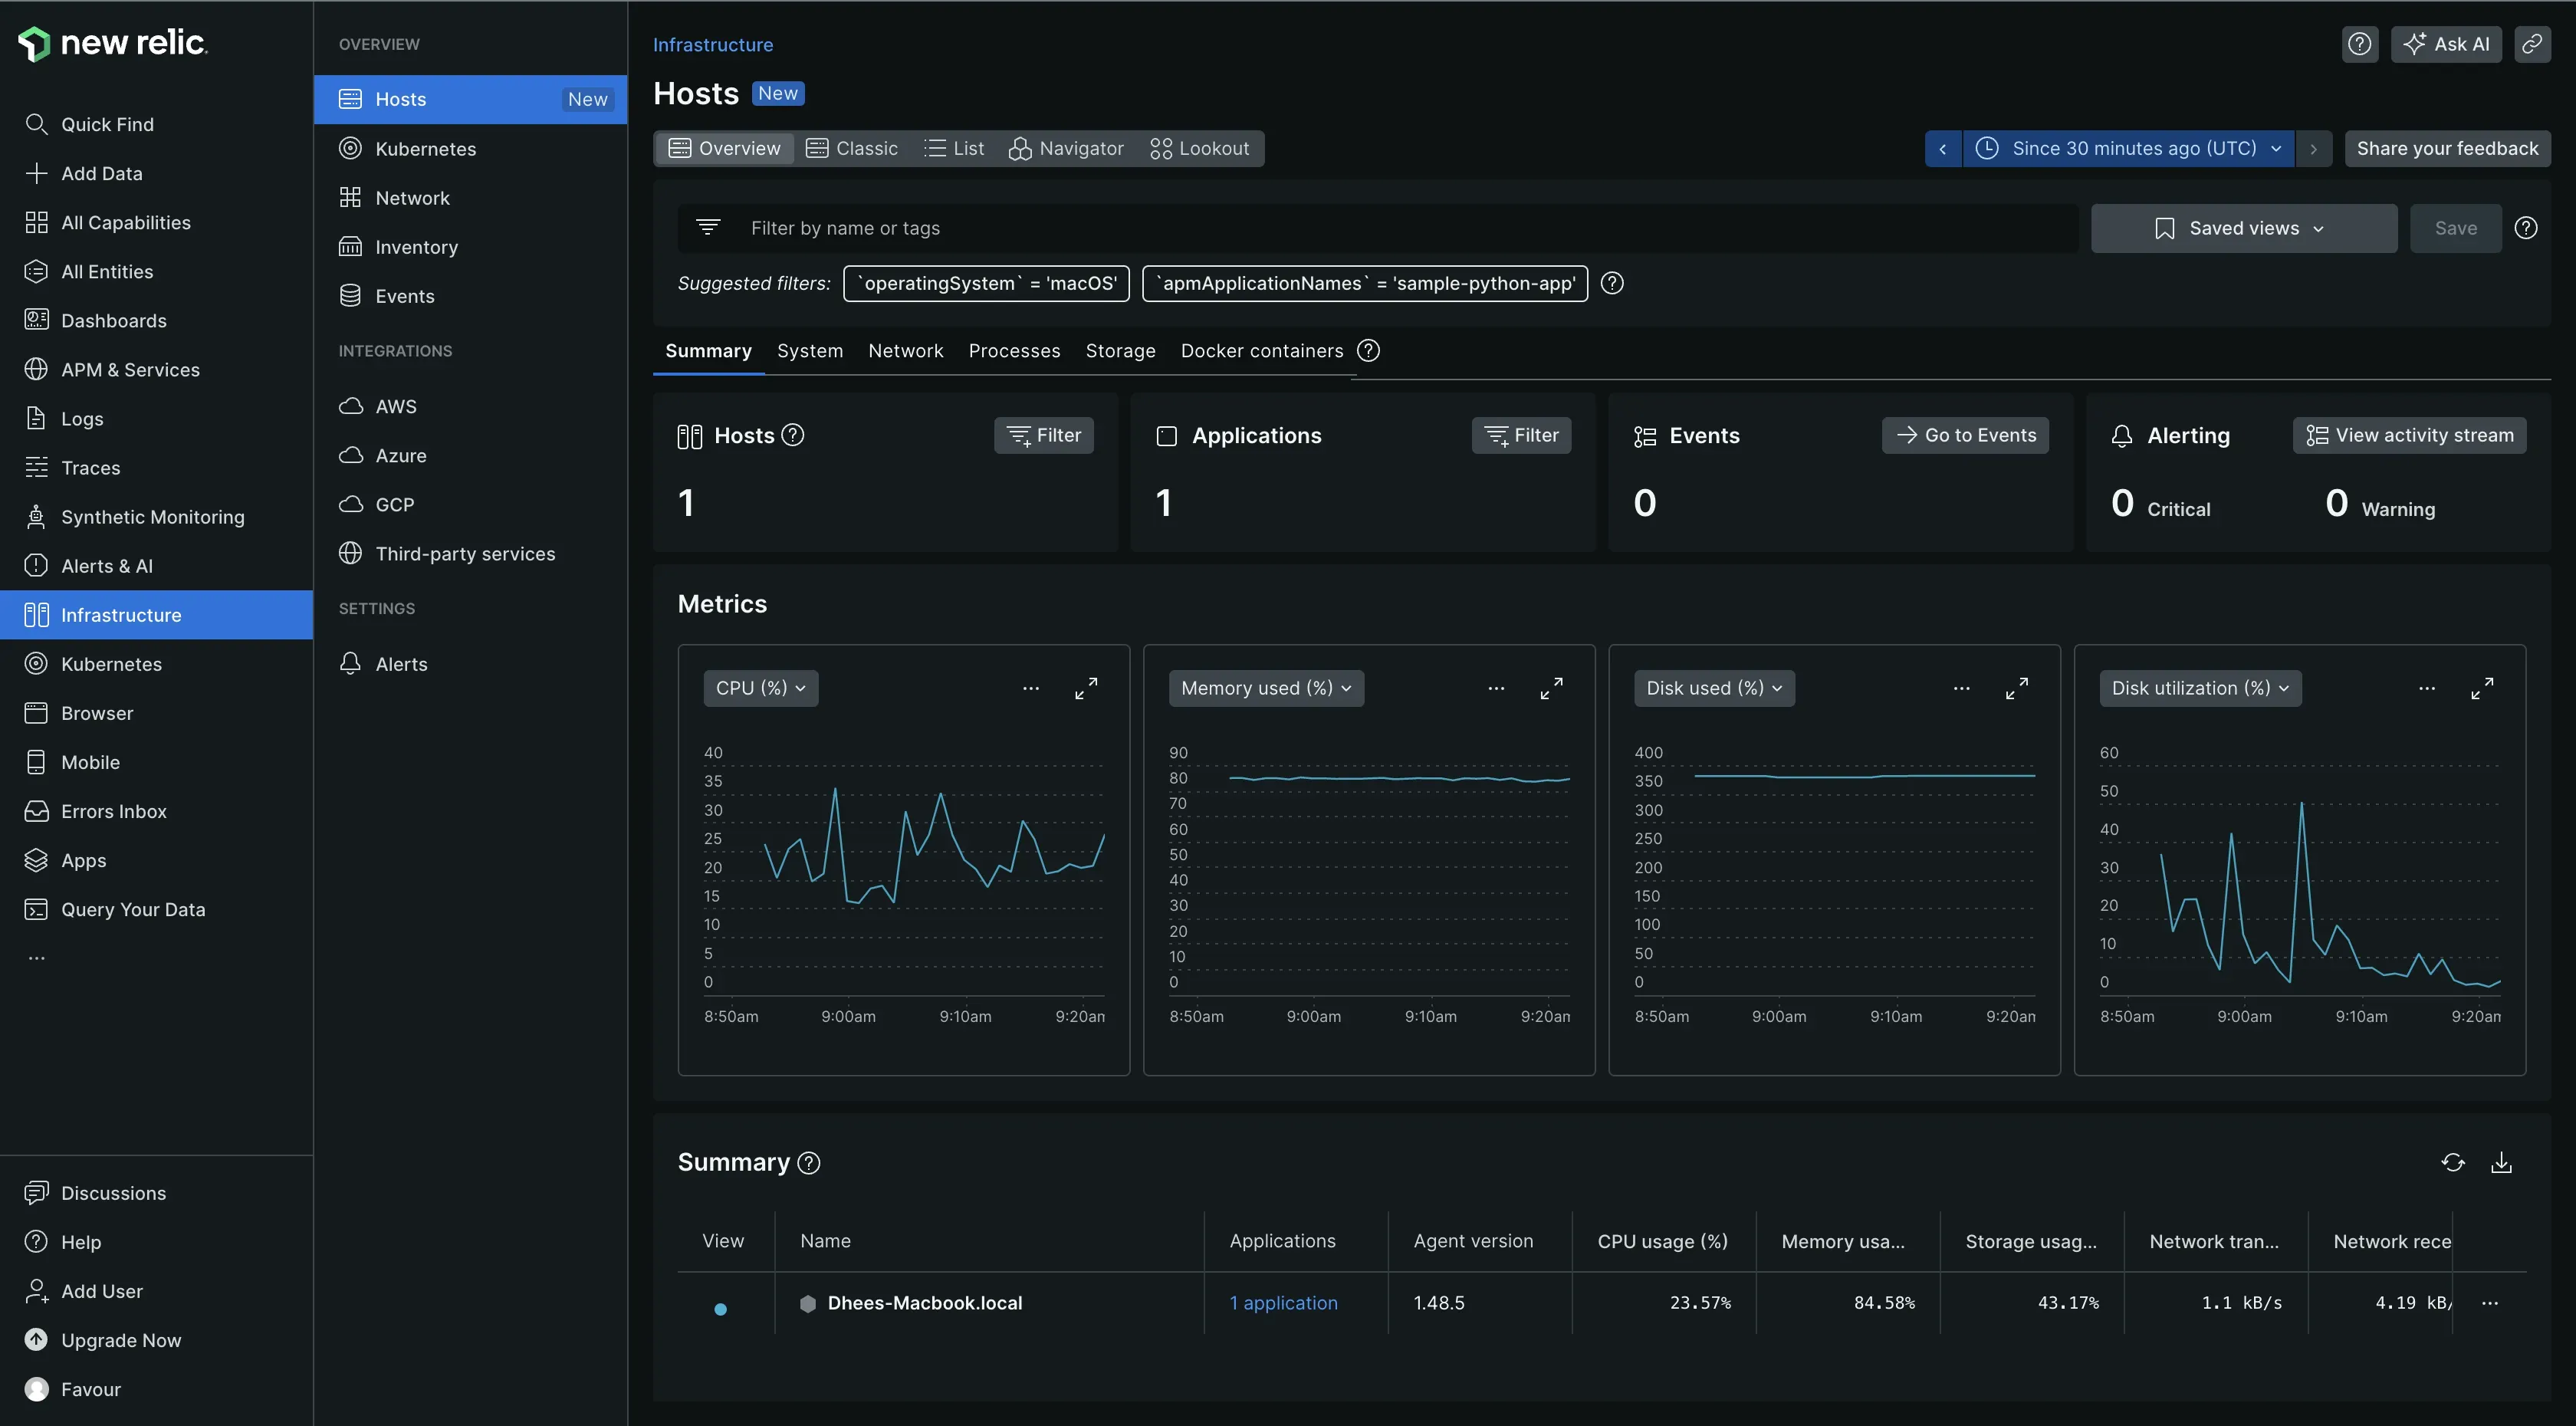 new relic.
Quick Find
Add Data
All Capabilities
All Entities
Dashboards
APM & Services
Logs
Traces
Synthetic Monitoring
Alerts & AI
Infrastructure
Kubernetes
Browser
Mobile
Errors Inbox
Apps
Query Your Data
...
Discussions
Help
Add User
Upgrade Now
Favour
OVERVIEW
Hosts New
Kubernetes
Network
Inventory
Events
INTEGRATIONS
AWS
Azure
GCP
Third-party services
SETTINGS
Alerts
Infrastructure
Ask AI
Hosts New
Overview Classic List Navigator Lookout
Since 30 minutes ago (UTC)
Share your feedback
Filter by name or tags
Saved views
Save
Suggested filters: `operatingSystem` = 'macOS' `apmApplicationNames` = 'sample-python-app'
Summary System Network Processes Storage Docker containers
Hosts Filter
1
Applications Filter
1
Events Go to Events
0
Alerting View activity stream
0 Critical 0 Warning
Metrics
CPU (%)
40
35
30
25
20
15
10
5
0
8:50am 9:00am 9:10am 9:20am
Memory used (%)
90
80
70
60
50
40
30
20
10
0
8:50am 9:00am 9:10am 9:20am
Disk used (%)
400
350
300
250
200
150
100
50
0
8:50am 9:00am 9:10am 9:20am
Disk utilization (%)
60
50
40
30
20
10
0
8:50am 9:00am 9:10am 9:20am
Summary
View Name Applications Agent version CPU usage (%) Memory usa... Storage usag... Network tran... Network rece
Dhees-Macbook.local 1 application 1.48.5 23.57% 84.58% 43.17% 1.1 kB/s 4.19 kB/ ...